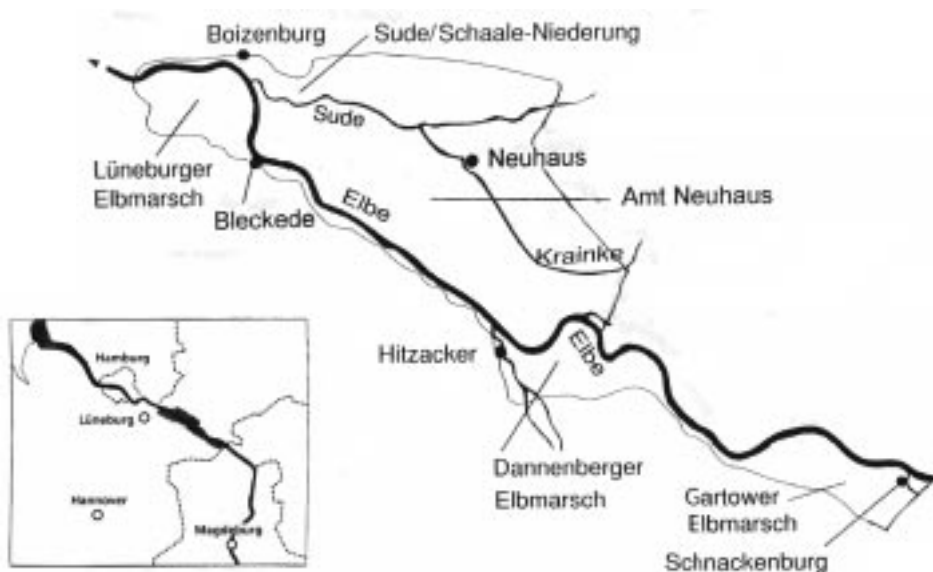 Boizenburg
Sude/Schaale-Niederung
Sude
Neuhaus
Lüneburger
Elbmarsch
Bleckede
Elbe
Amt Neuhaus
Krainke
Hitzacker
Elbe
Dannenberger
Elbmarsch
Gartower
Elbmarsch
Schnackenburg
Hamburg
Lüneburg
Hannover
Magdeburg